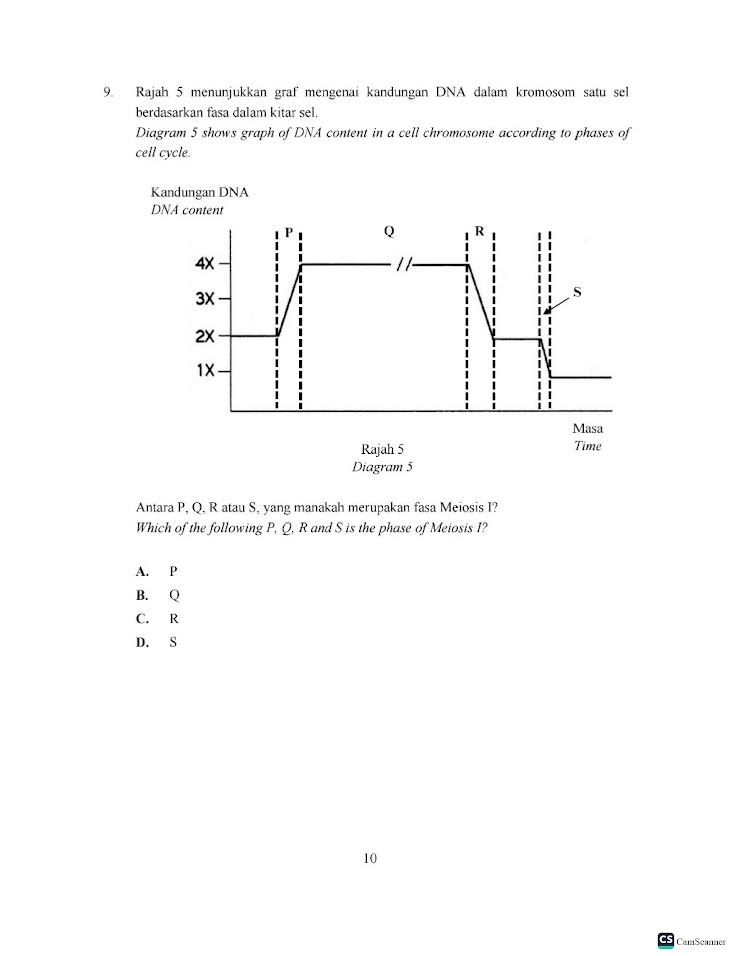 9. Rajah 5 menunjukkan graf mengenai kandungan DNA dalam kromosom satu sel
berdasarkan fasa dalam kitar sel.
Diagram 5 shows graph of DNA content in a cell chromosome according to phases of
cell cycle.
Kandungan DNA
DNA content
P Q R
4X
3X
S
2X
1X
Masa
Time
Rajah 5
Diagram 5
Antara P, Q, R atau S, yang manakah merupakan fasa Meiosis I?
Which of the following P, Q, R and S is the phase of Meiosis I?
A. P
B. Q
C. R
D. S
10
CS CamScanner